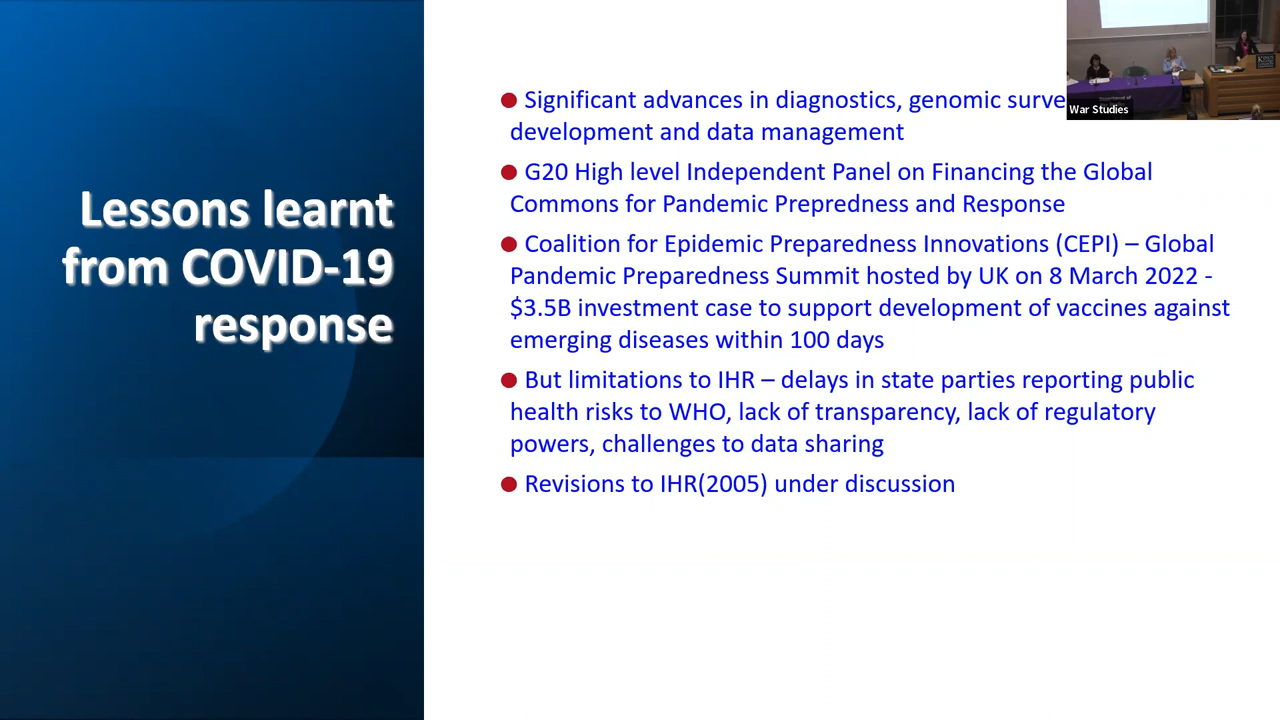 Lessons learnt
from COVID-19
response
Significant advances in diagnostics, genomic
development and data management
G20 High level Independent Panel on Financing the Global
Commons for Pandemic Prepredness and Response
Coalition for Epidemic Preparedness Innovations (CEPI) – Global
Pandemic Preparedness Summit hosted by UK on 8 March 2022 -
$3.5B investment case to support development of vaccines against
emerging diseases within 100 days
But limitations to IHR – delays in state parties reporting public
health risks to WHO, lack of transparency, lack of regulatory
powers, challenges to data sharing
Revisions to IHR(2005) under discussion
War Studies